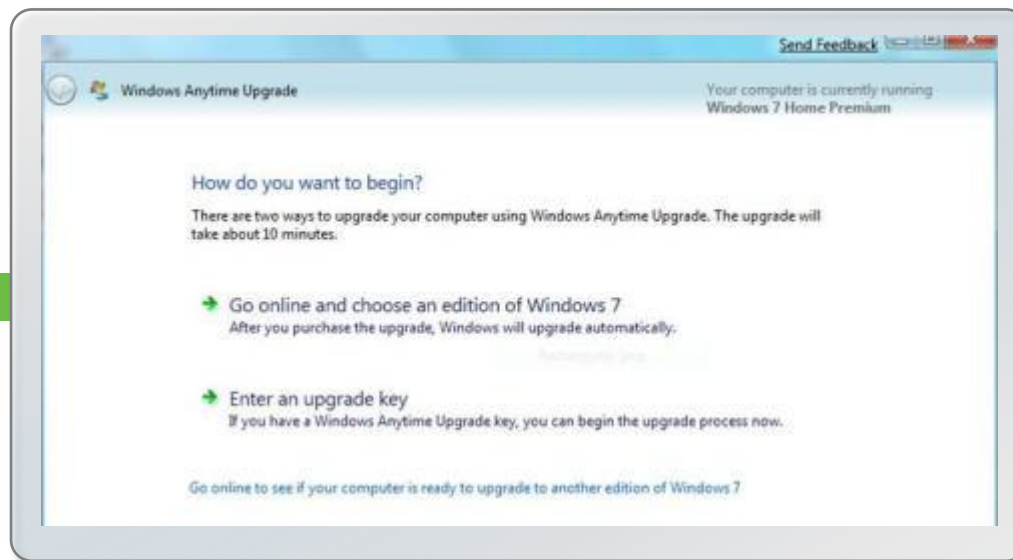 Send Feedback
Windows Anytime Upgrade
Your computer is currently running
Windows 7 Home Premium
How do you want to begin?
There are two ways to upgrade your computer using Windows Anytime Upgrade. The upgrade will
take about 10 minutes.
Go online and choose an edition of Windows 7
After you purchase the upgrade, Windows will upgrade automatically.
Enter an upgrade key
If you have a Windows Anytime Upgrade key, you can begin the upgrade process now.
Go online to see if your computer is ready to upgrade to another edition of Windows 7